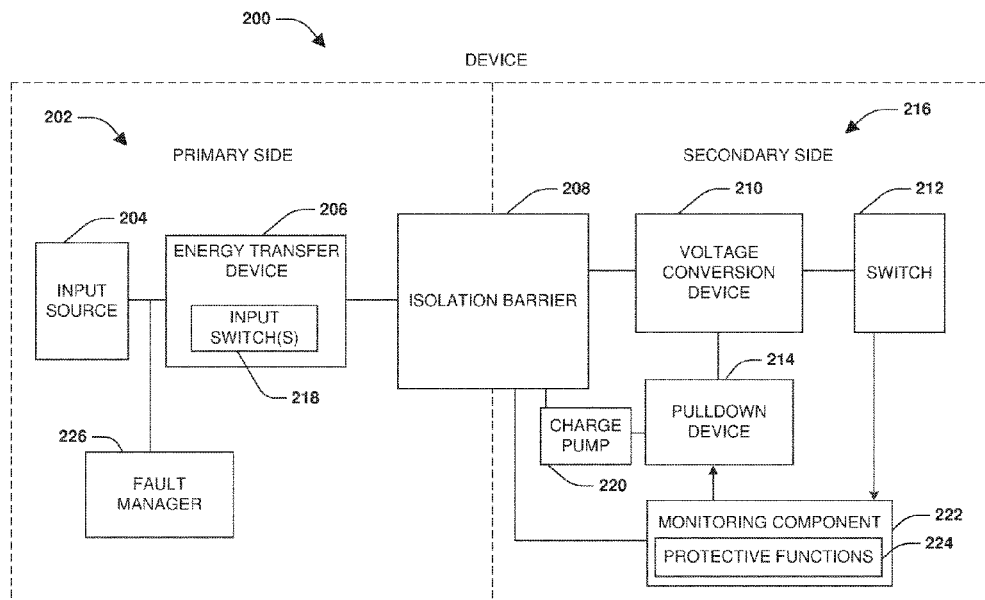 200
DEVICE
202
216
PRIMARY SIDE
SECONDARY SIDE
204
206
208
210
212
INPUT
SOURCE
ENERGY TRANSFER
DEVICE
INPUT
SWITCH(S)
218
ISOLATION BARRIER
VOLTAGE
CONVERSION
DEVICE
SWITCH
214
226
FAULT
MANAGER
CHARGE
PUMP
220
PULLDOWN
DEVICE
MONITORING COMPONENT
222
PROTECTIVE FUNCTIONS
224